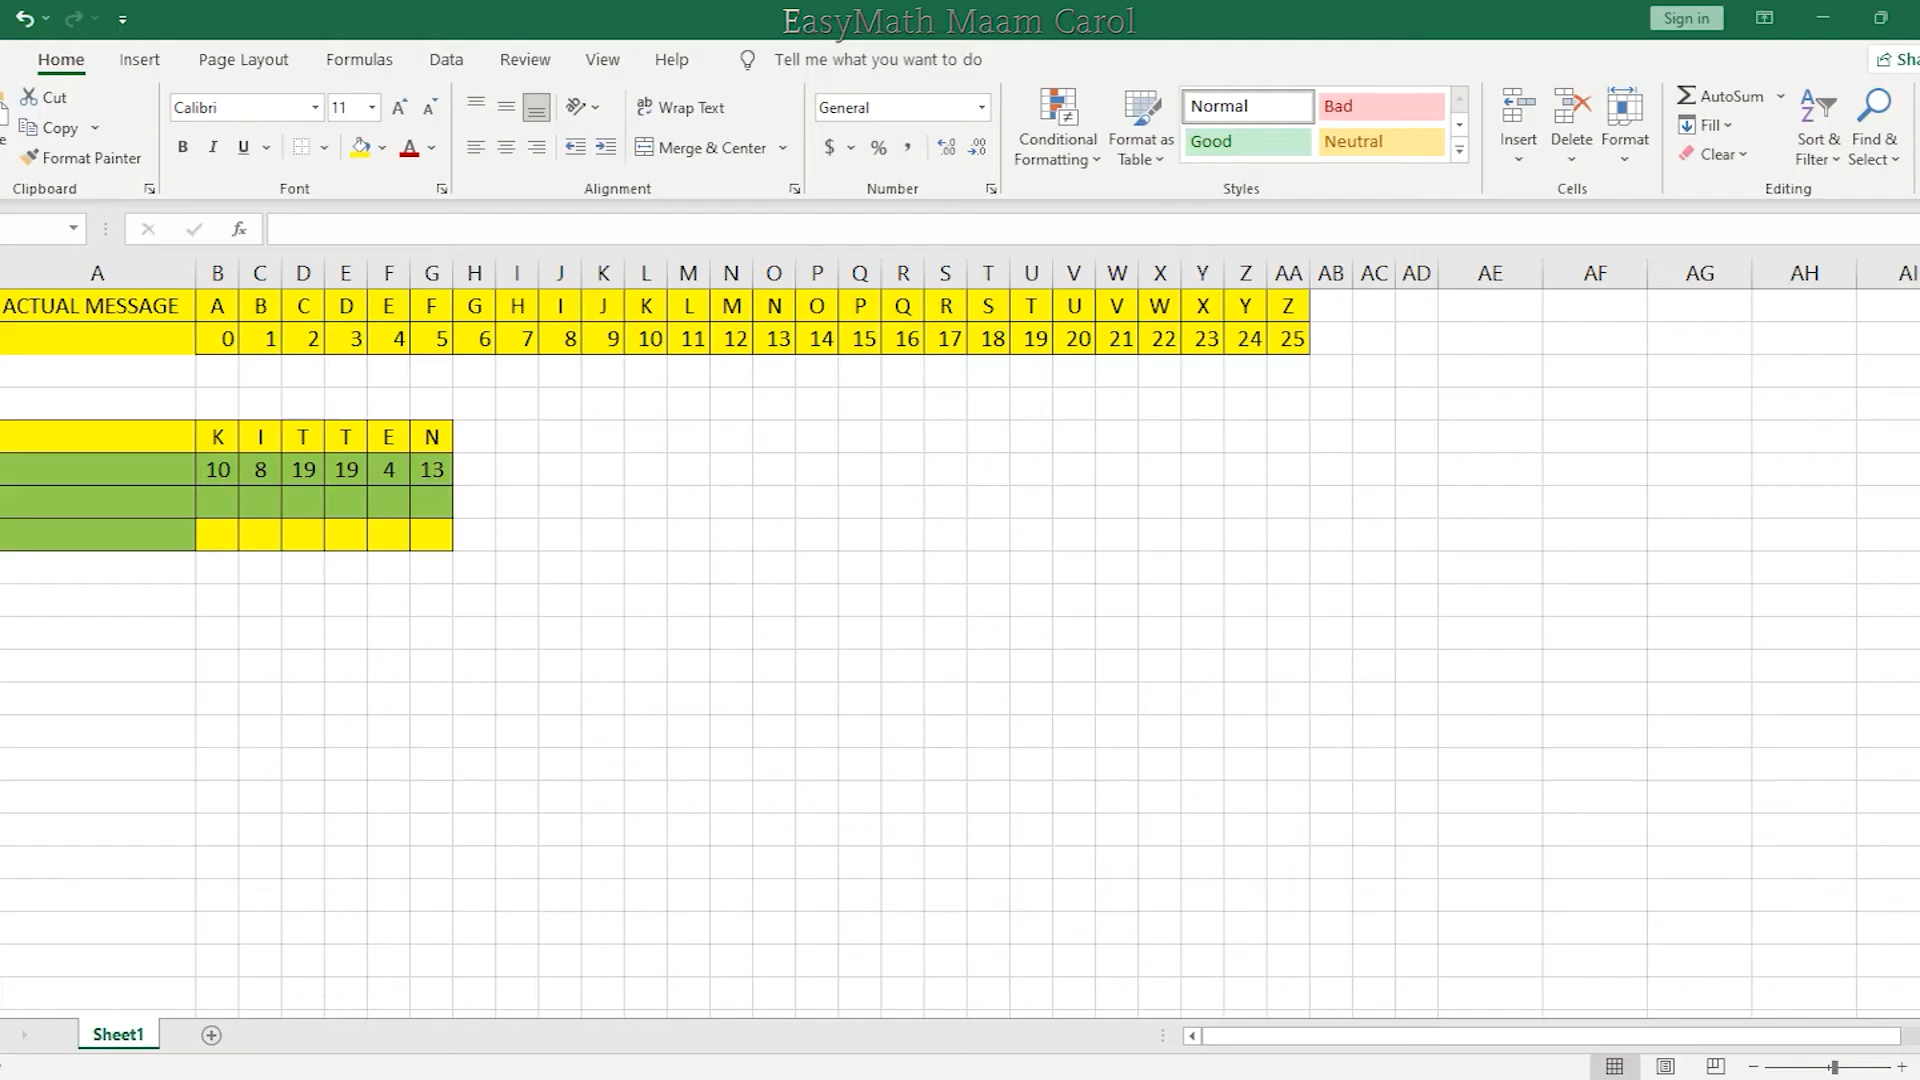 EasyMath Maam Carol
Sign in
Home Insert Page Layout Formulas Data Review View Help Tell me what you want to do
Cut
Copy
Format Painter
Clipboard
Calibri 11
B I U A
Font
ab Wrap Text
Merge & Center
Alignment
General
$ % ,
Number
Conditional Formatting
Format as Table
Normal Bad
Good Neutral
Styles
Insert Delete Format
Cells
AutoSum
Fill
Clear
Sort & Filter
Find & Select
Editing
fx
A B C D E F G H I J K L M N O P Q R S T U V W X Y Z AA AB AC AD AE AF AG AH
ACTUAL MESSAGE A B C D E F G H I J K L M N O P Q R S T U V W X Y Z
0 1 2 3 4 5 6 7 8 9 10 11 12 13 14 15 16 17 18 19 20 21 22 23 24 25
K I T T E N
10 8 19 19 4 13
Sheet1